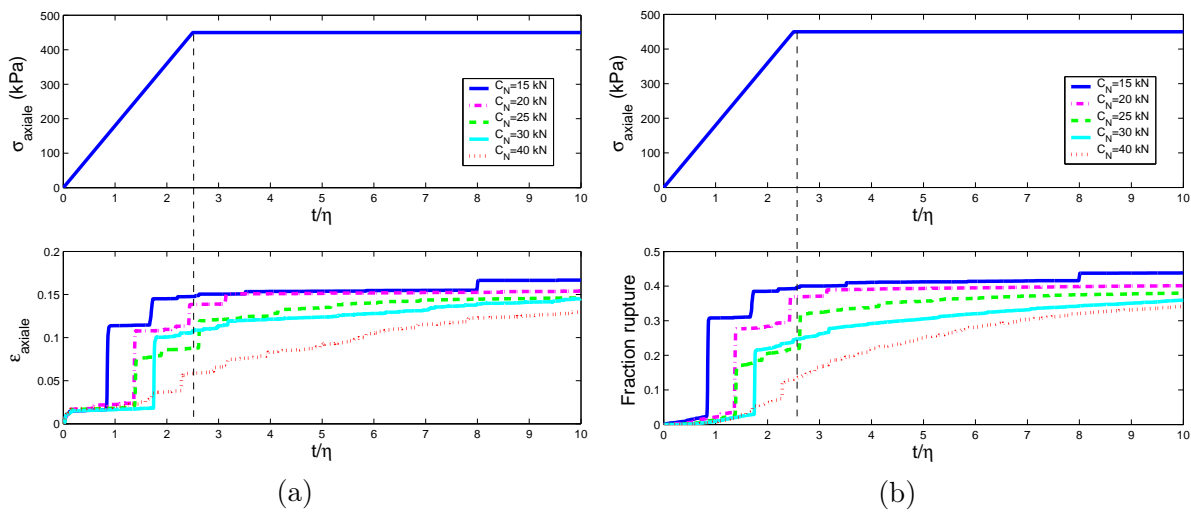 500
400
300
200
100
0
σaxiale (kPa)
C_N=15 kN
C_N=20 kN
C_N=25 kN
C_N=30 kN
C_N=40 kN
0 1 2 3 4 5 6 7 8 9 10
t/η
0.2
0.15
0.1
0.05
0
εaxiale
0 1 2 3 4 5 6 7 8 9 10
t/η
(a)
500
400
300
200
100
0
σaxiale (kPa)
C_N=15 kN
C_N=20 kN
C_N=25 kN
C_N=30 kN
C_N=40 kN
0 1 2 3 4 5 6 7 8 9 10
t/η
0.5
0.4
0.3
0.2
0.1
0
Fraction rupture
0 1 2 3 4 5 6 7 8 9 10
t/η
(b)